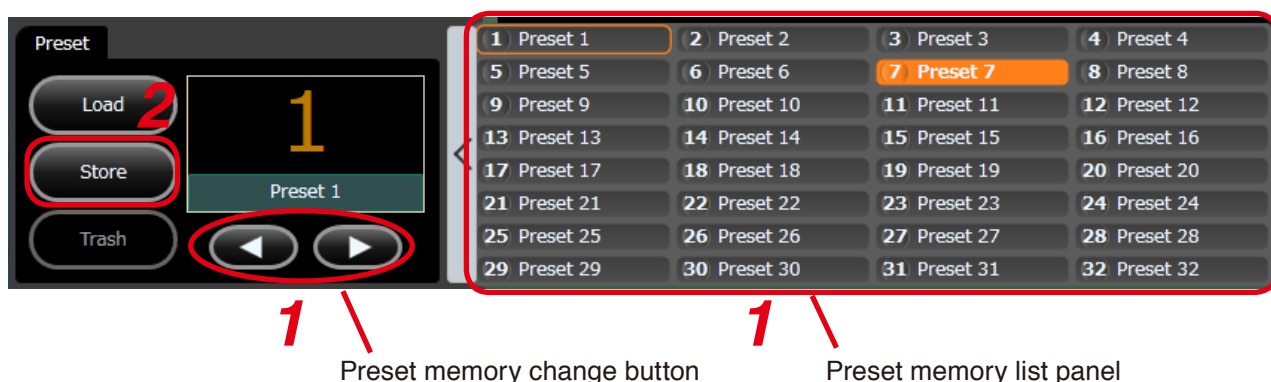 Preset
Load
2
Store
Trash
1
Preset 1
1 Preset 1 2 Preset 2 3 Preset 3 4 Preset 4
5 Preset 5 6 Preset 6 7 Preset 7 8 Preset 8
9 Preset 9 10 Preset 10 11 Preset 11 12 Preset 12
13 Preset 13 14 Preset 14 15 Preset 15 16 Preset 16
17 Preset 17 18 Preset 18 19 Preset 19 20 Preset 20
21 Preset 21 22 Preset 22 23 Preset 23 24 Preset 24
25 Preset 25 26 Preset 26 27 Preset 27 28 Preset 28
29 Preset 29 30 Preset 30 31 Preset 31 32 Preset 32
1 1
Preset memory change button Preset memory list panel